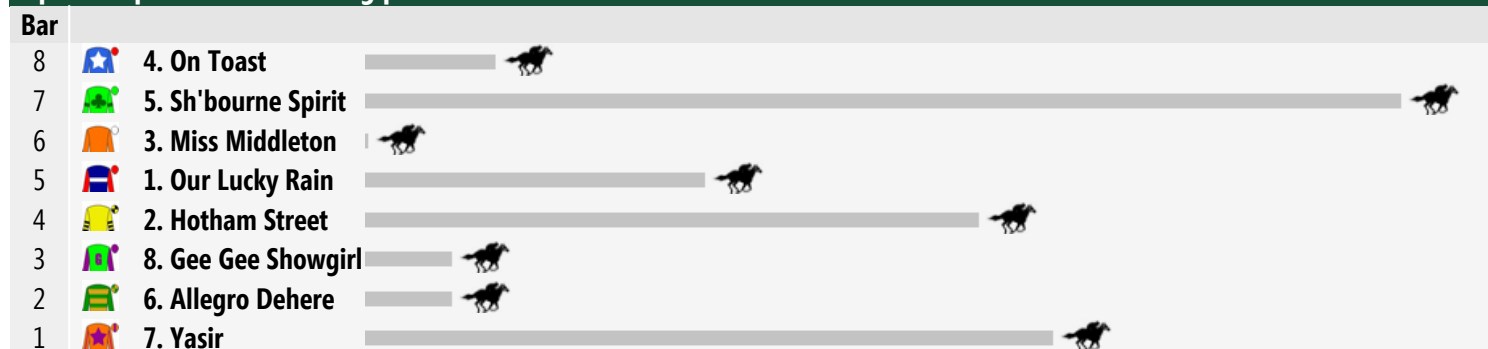 Bar
8 4. On Toast
7 5. Sh'bourne Spirit
6 3. Miss Middleton
5 1. Our Lucky Rain
4 2. Hotham Street
3 G 8. Gee Gee Showgirl
2 6. Allegro Dehere
1 7. Yasir